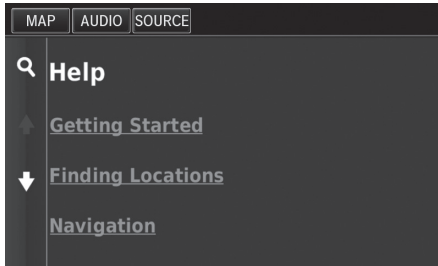 MAP AUDIO SOURCE
Help
Getting Started
Finding Locations
Navigation